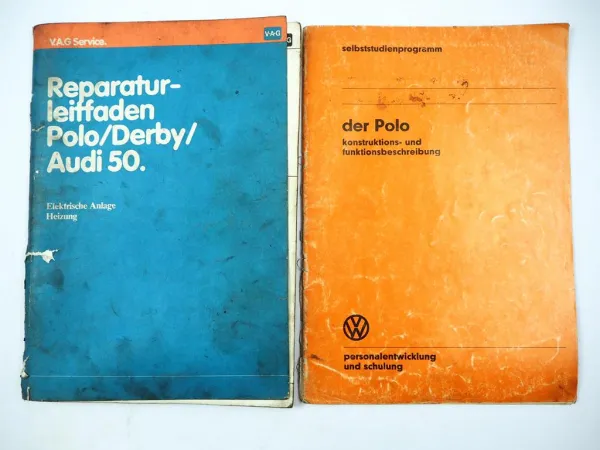 V.A.G Service.
V·A·G
Reparatur-
leitfaden
Polo/Derby/
Audi 50.
Elektrische Anlage
Heizung
selbststudienprogramm
der Polo
konstruktions- und
funktionsbeschreibung
VW
personalentwicklung
und schulung